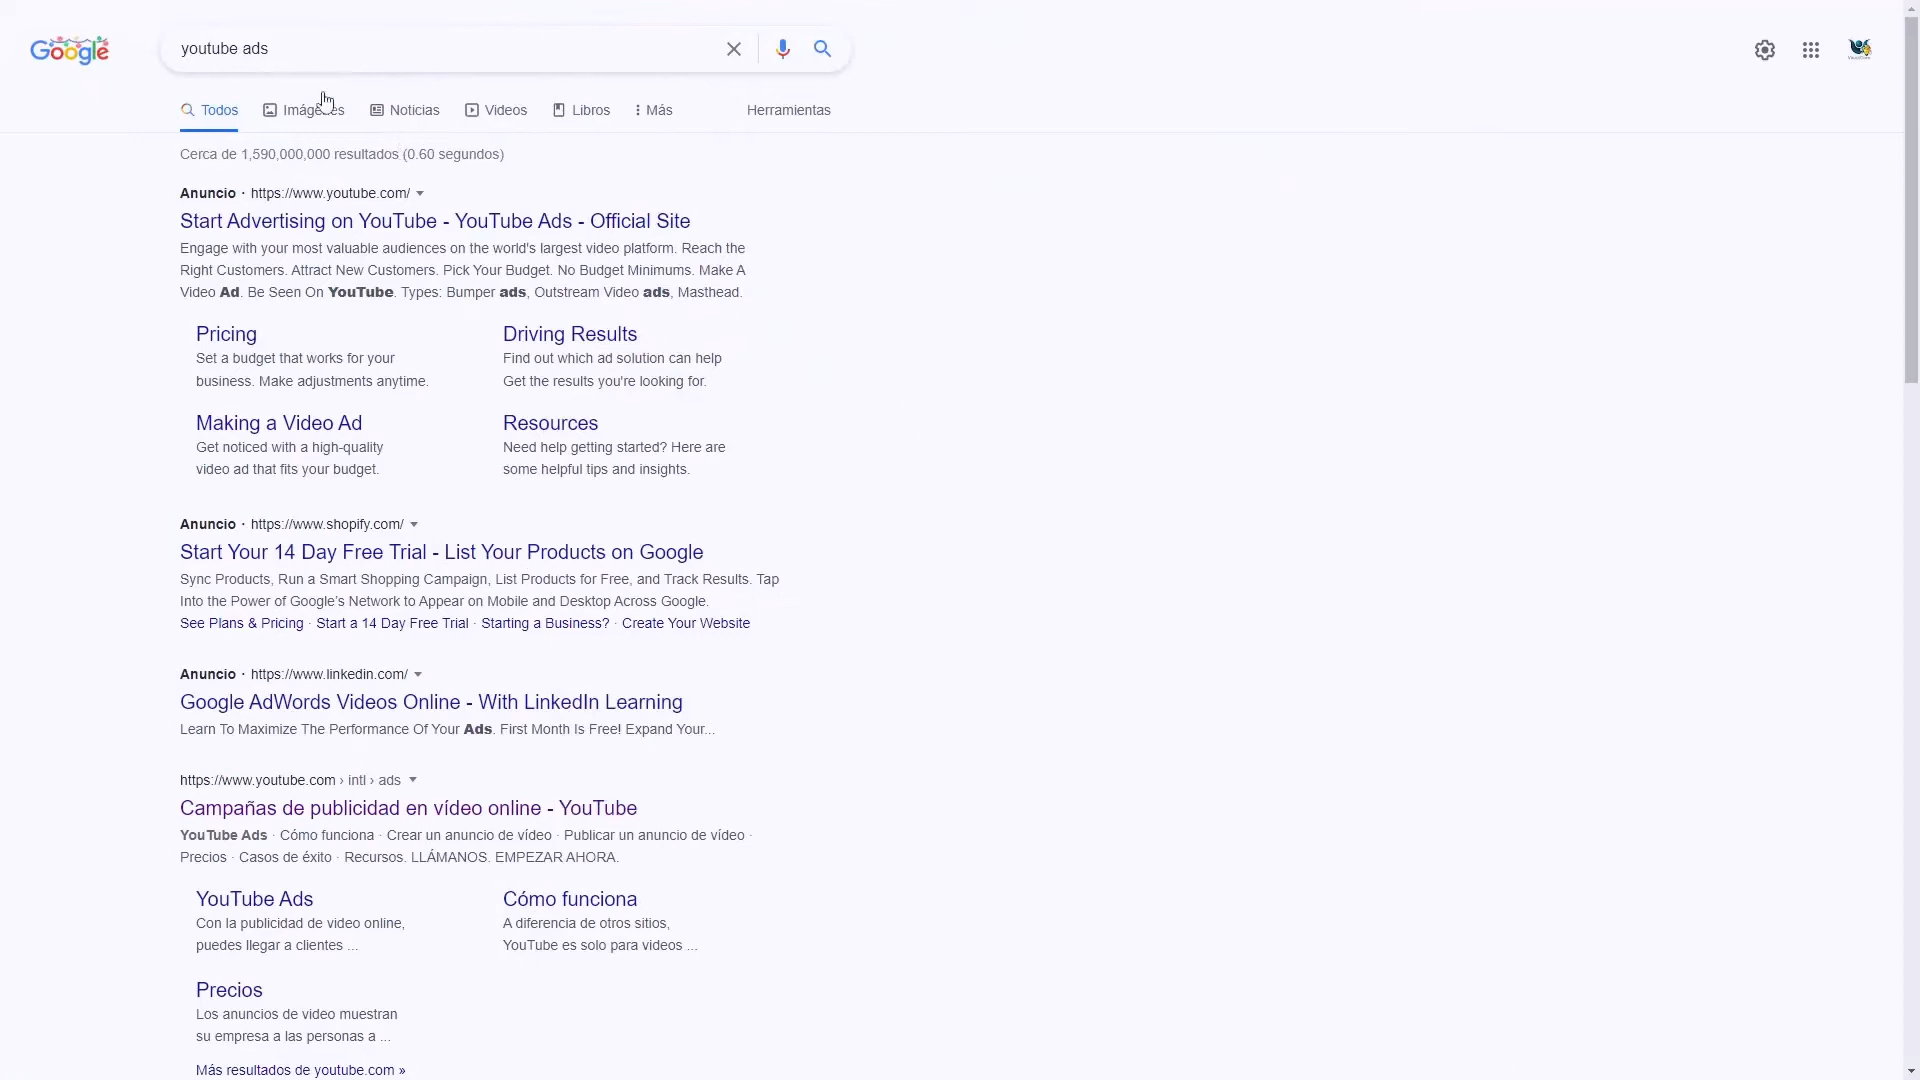 Google
youtube ads
Todos
Imágenes
Noticias
Videos
Libros
Más
Herramientas
Cerca de 1,590,000,000 resultados (0.60 segundos)
Anuncio · https://www.youtube.com/
Start Advertising on YouTube - YouTube Ads - Official Site
Engage with your most valuable audiences on the world's largest video platform. Reach the
Right Customers. Attract New Customers. Pick Your Budget. No Budget Minimums. Make A
Video Ad. Be Seen On YouTube. Types: Bumper ads, Outstream Video ads, Masthead.
Pricing
Set a budget that works for your
business. Make adjustments anytime.
Driving Results
Find out which ad solution can help
Get the results you're looking for.
Making a Video Ad
Get noticed with a high-quality
video ad that fits your budget.
Resources
Need help getting started? Here are
some helpful tips and insights.
Anuncio · https://www.shopify.com/
Start Your 14 Day Free Trial - List Your Products on Google
Sync Products, Run a Smart Shopping Campaign, List Products for Free, and Track Results. Tap
Into the Power of Google's Network to Appear on Mobile and Desktop Across Google.
See Plans & Pricing · Start a 14 Day Free Trial · Starting a Business? · Create Your Website
Anuncio · https://www.linkedin.com/
Google AdWords Videos Online - With LinkedIn Learning
Learn To Maximize The Performance Of Your Ads. First Month Is Free! Expand Your...
https://www.youtube.com › intl › ads
Campañas de publicidad en vídeo online - YouTube
YouTube Ads · Cómo funciona · Crear un anuncio de vídeo · Publicar un anuncio de vídeo ·
Precios · Casos de éxito · Recursos. LLÁMANOS. EMPEZAR AHORA.
YouTube Ads
Con la publicidad de video online,
puedes llegar a clientes ...
Cómo funciona
A diferencia de otros sitios,
YouTube es solo para videos ...
Precios
Los anuncios de video muestran
su empresa a las personas a ...
Más resultados de youtube.com »